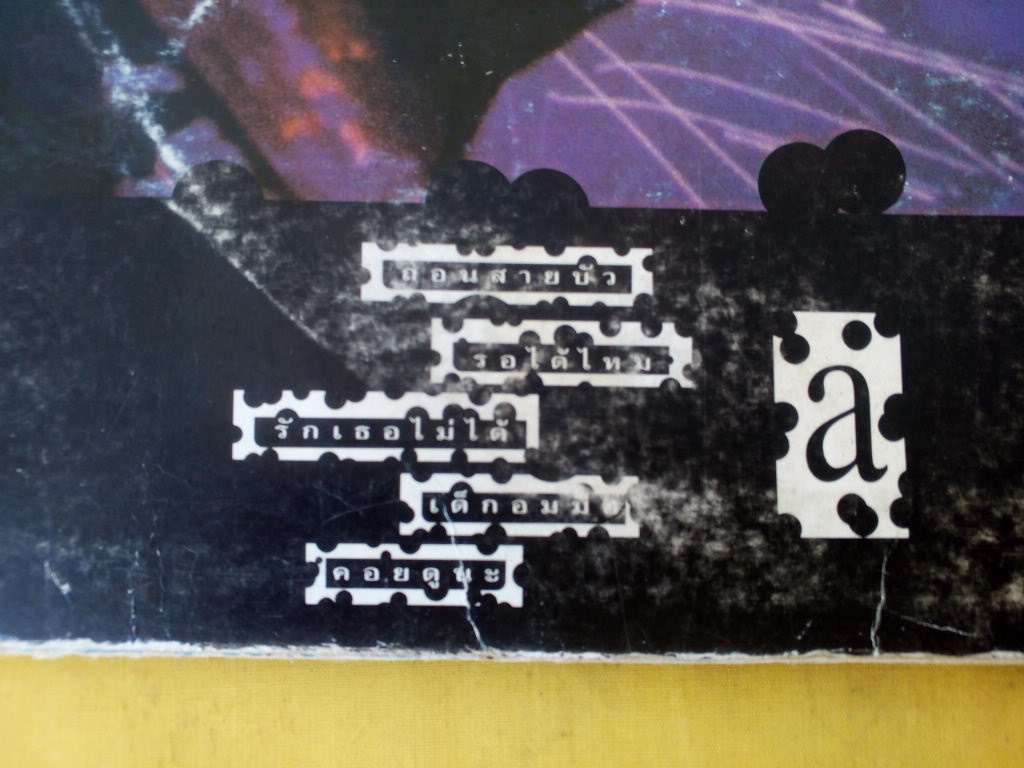 ถอนสายบัว
รอได้ไหม
รักเธอไม่ได้
เด็กอมมือ
คอยดูนะ
a